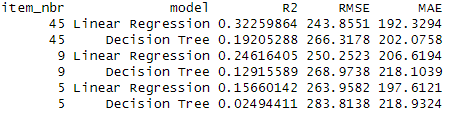 item_nbr model R2 RMSE MAE
45 Linear Regression 0.32259864 243.8551 192.3294
45 Decision Tree 0.19205288 266.3178 202.0758
9 Linear Regression 0.24616405 250.2523 206.6194
9 Decision Tree 0.12915589 268.9738 218.1039
5 Linear Regression 0.15660142 263.9582 197.6121
5 Decision Tree 0.02494411 283.8138 218.9324